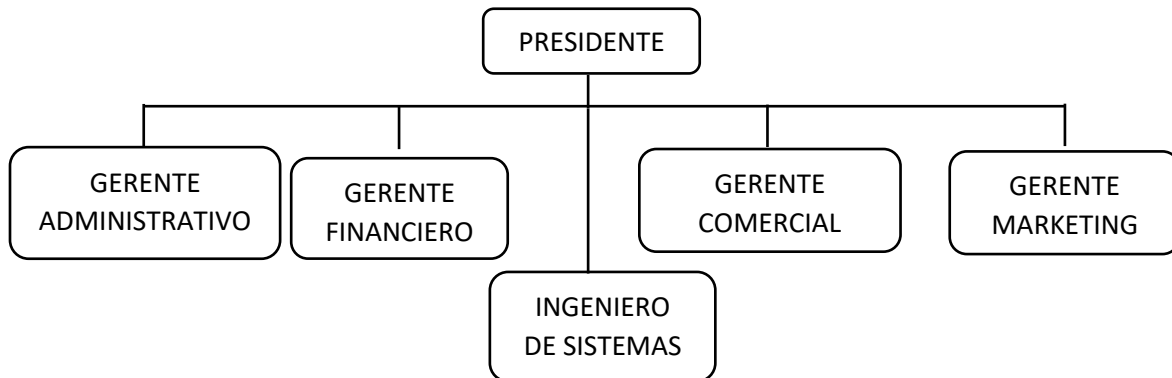 PRESIDENTE
GERENTE
ADMINISTRATIVO
GERENTE
FINANCIERO
GERENTE
COMERCIAL
GERENTE
MARKETING
INGENIERO
DE SISTEMAS